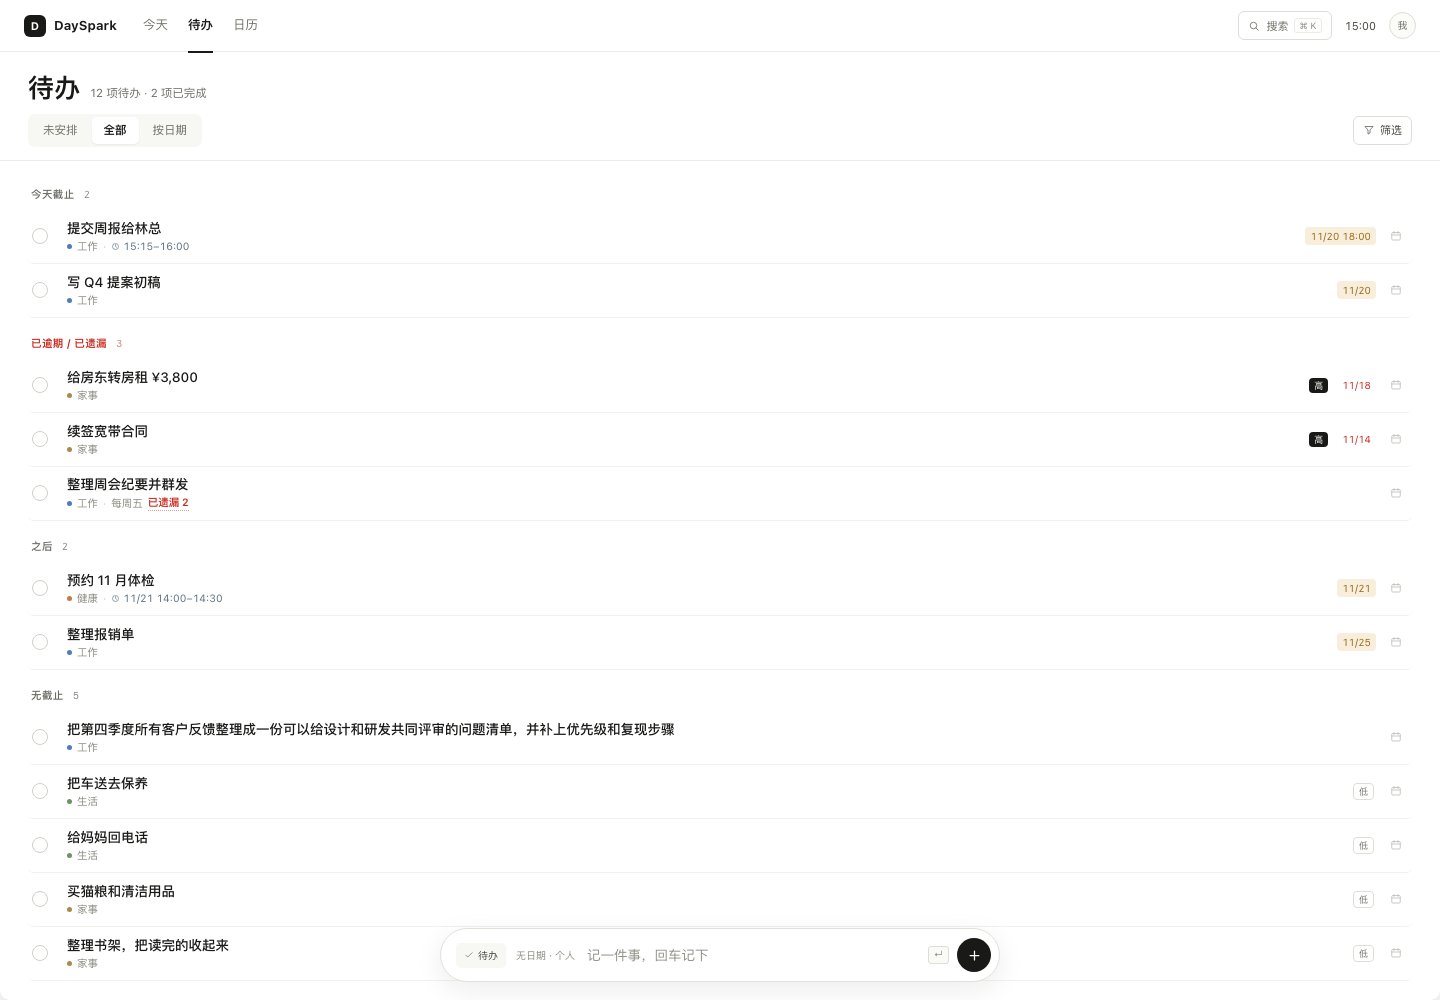 D DaySpark 今天 待办 日历 搜索 ⌘ K 15:00 我
待办 12 项待办 · 2 项已完成
未安排 全部 按日期 筛选
今天截止 2
提交周报给林总
工作 · 15:15–16:00 11/20 18:00
写 Q4 提案初稿
工作 11/20
已逾期 / 已遗漏 3
给房东转房租 ¥3,800
家事 高 11/18
续签宽带合同
家事 高 11/14
整理周会纪要并群发
工作 · 每周五 已遗漏 2
之后 2
预约 11 月体检
健康 · 11/21 14:00–14:30 11/21
整理报销单
工作 11/25
无截止 5
把第四季度所有客户反馈整理成一份可以给设计和研发共同评审的问题清单，并补上优先级和复现步骤
工作
把车送去保养
生活 低
给妈妈回电话
生活 低
买猫粮和清洁用品
家事 低
整理书架，把读完的收起来
家事 低
待办 无日期 · 个人 记一件事，回车记下